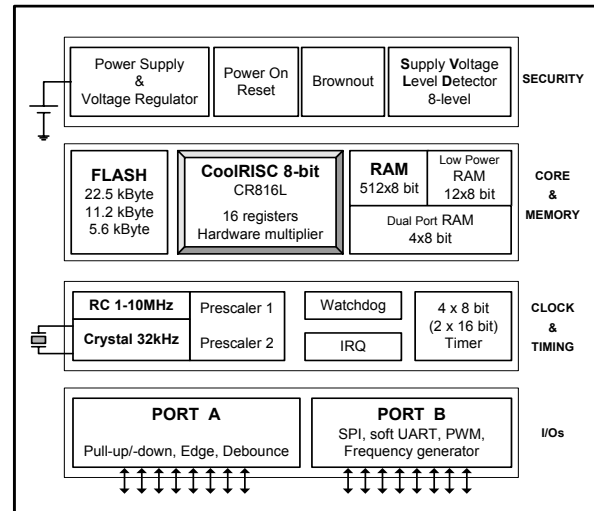 Power Supply
&
Voltage Regulator
Power On
Reset
Brownout
Supply Voltage
Level Detector
8-level
SECURITY
FLASH
22.5 kByte
11.2 kByte
5.6 kByte
CoolRISC 8-bit
CR816L
16 registers
Hardware multiplier
RAM
512x8 bit
Low Power
RAM
12x8 bit
Dual Port RAM
4x8 bit
CORE
&
MEMORY
RC 1-10MHz
Crystal 32kHz
Prescaler 1
Prescaler 2
Watchdog
IRQ
4 x 8 bit
(2 x 16 bit)
Timer
CLOCK
&
TIMING
PORT A
Pull-up/-down, Edge, Debounce
PORT B
SPI, soft UART, PWM,
Frequency generator
I/Os